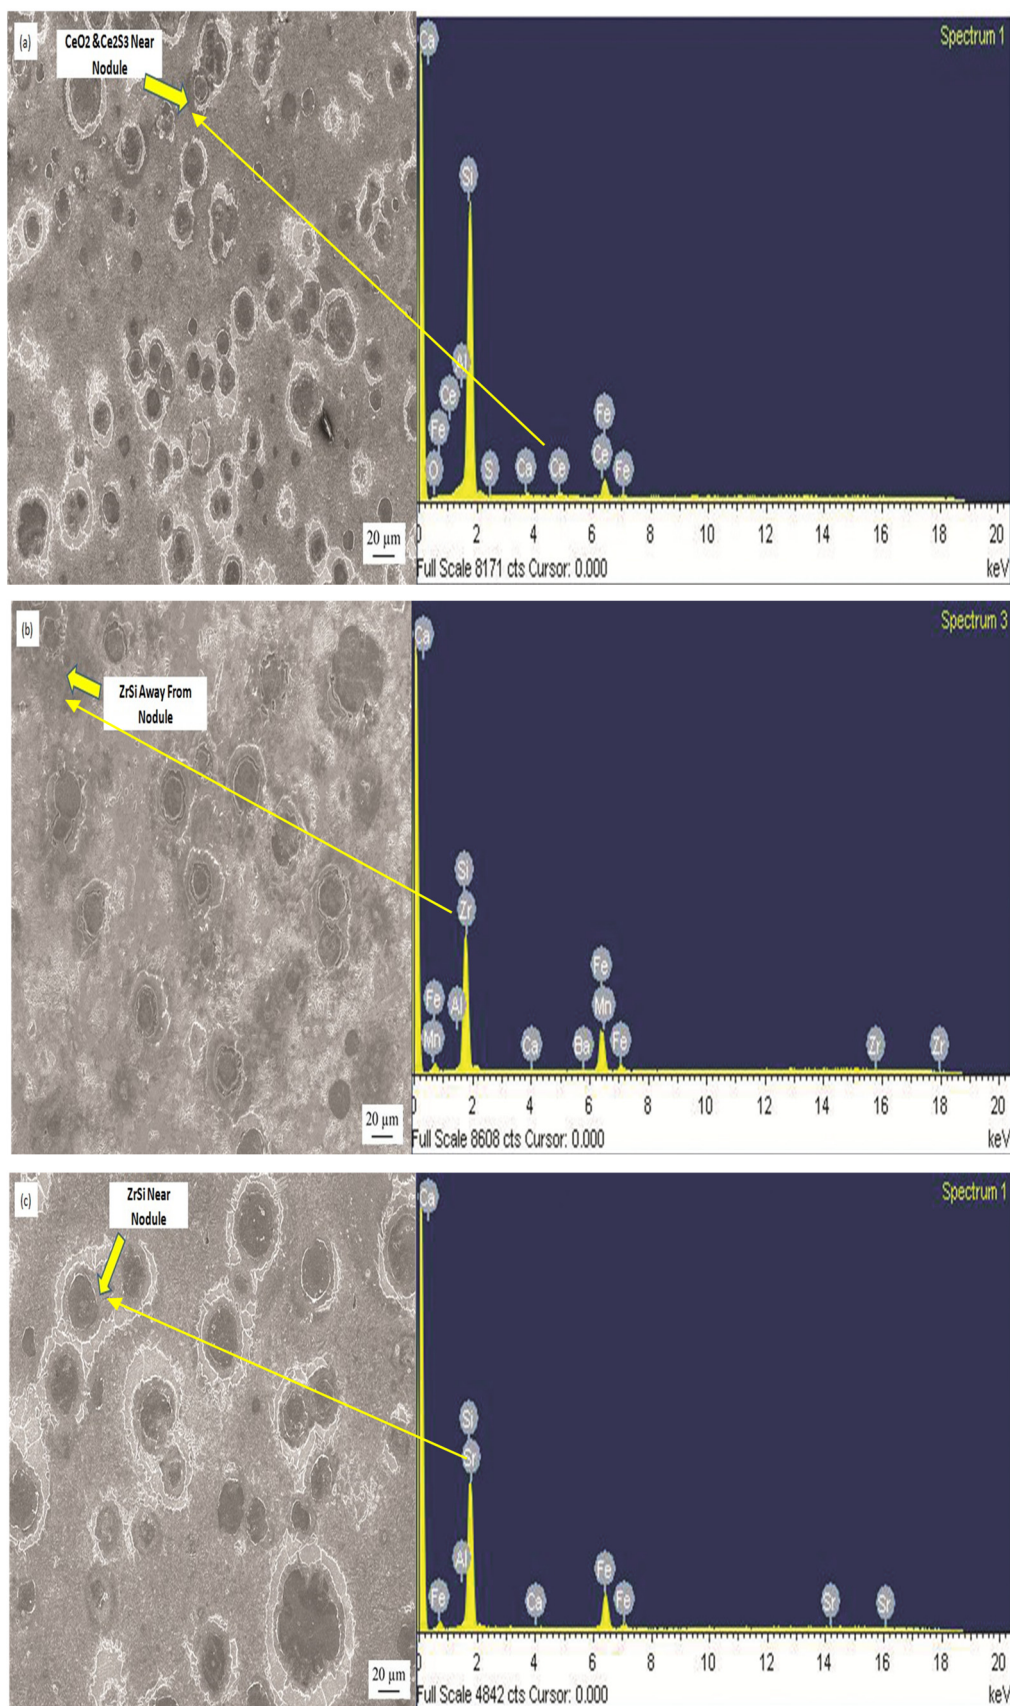 (a)
CeO2 &Ce2S3 Near
Nodule
20 µm
Spectrum 1
Ca
Si
Al
Ce
Fe
Fe
O
S
Ca
Ce
Ce
Fe
0 2 4 6 8 10 12 14 16 18 20
Full Scale 8171 cts Cursor: 0.000
keV
(b)
ZrSi Away From
Nodule
20 µm
Spectrum 3
Ca
Si
Zr
Fe
Fe
Al
Mn
Mn
Ca
Ba
Fe
Zr
Zr
0 2 4 6 8 10 12 14 16 18 20
Full Scale 8608 cts Cursor: 0.000
keV
(c)
ZrSi Near
Nodule
20 µm
Spectrum 1
Ca
Si
Sr
Al
Fe
Fe
Ca
Fe
Sr
Sr
0 2 4 6 8 10 12 14 16 18 20
Full Scale 4842 cts Cursor: 0.000
keV